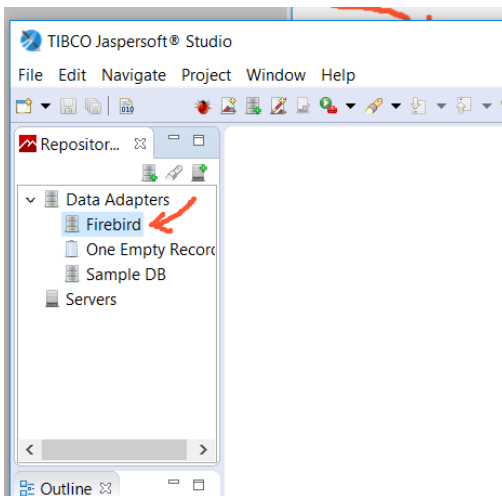 TIBCO Jaspersoft® Studio
File Edit Navigate Project Window Help
010
Repositor...
Data Adapters
Firebird
One Empty Record
Sample DB
Servers
Outline